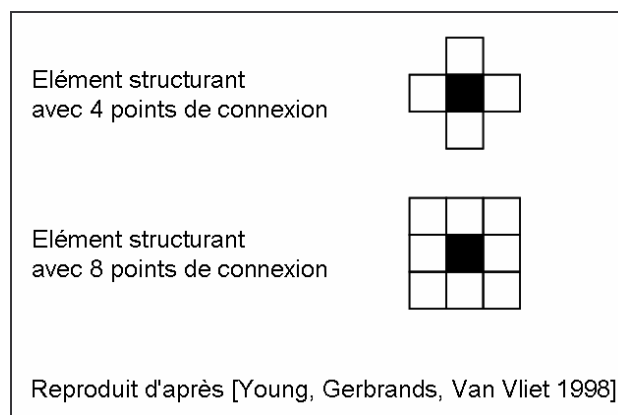 Elément structurant
avec 4 points de connexion
Elément structurant
avec 8 points de connexion
Reproduit d'après [Young, Gerbrands, Van Vliet 1998]